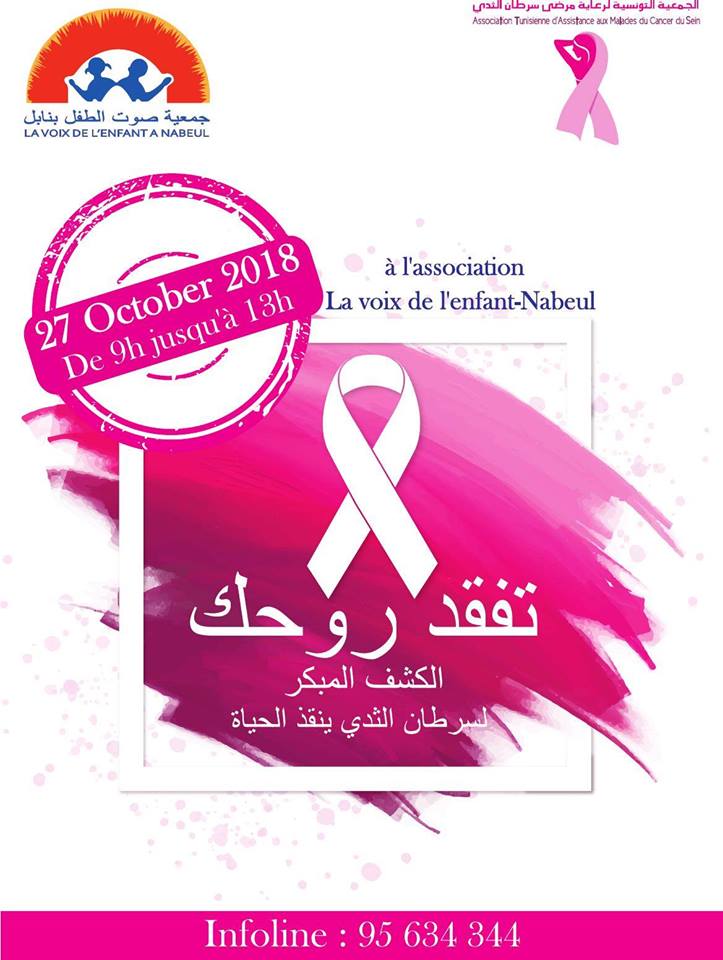 الجمعية التونسية لرعاية مرضى سرطان الثدي
Association Tunisienne d'Assistance aux Malades du Cancer du Sein
جمعية صوت الطفل بنابل
LA VOIX DE L'ENFANT A NABEUL
27 October 2018
De 9h jusqu'à 13h
à l'association
La voix de l'enfant-Nabeul
تفقد روحك
الكشف المبكر
لسرطان الثدي ينقذ الحياة
Infoline : 95 634 344